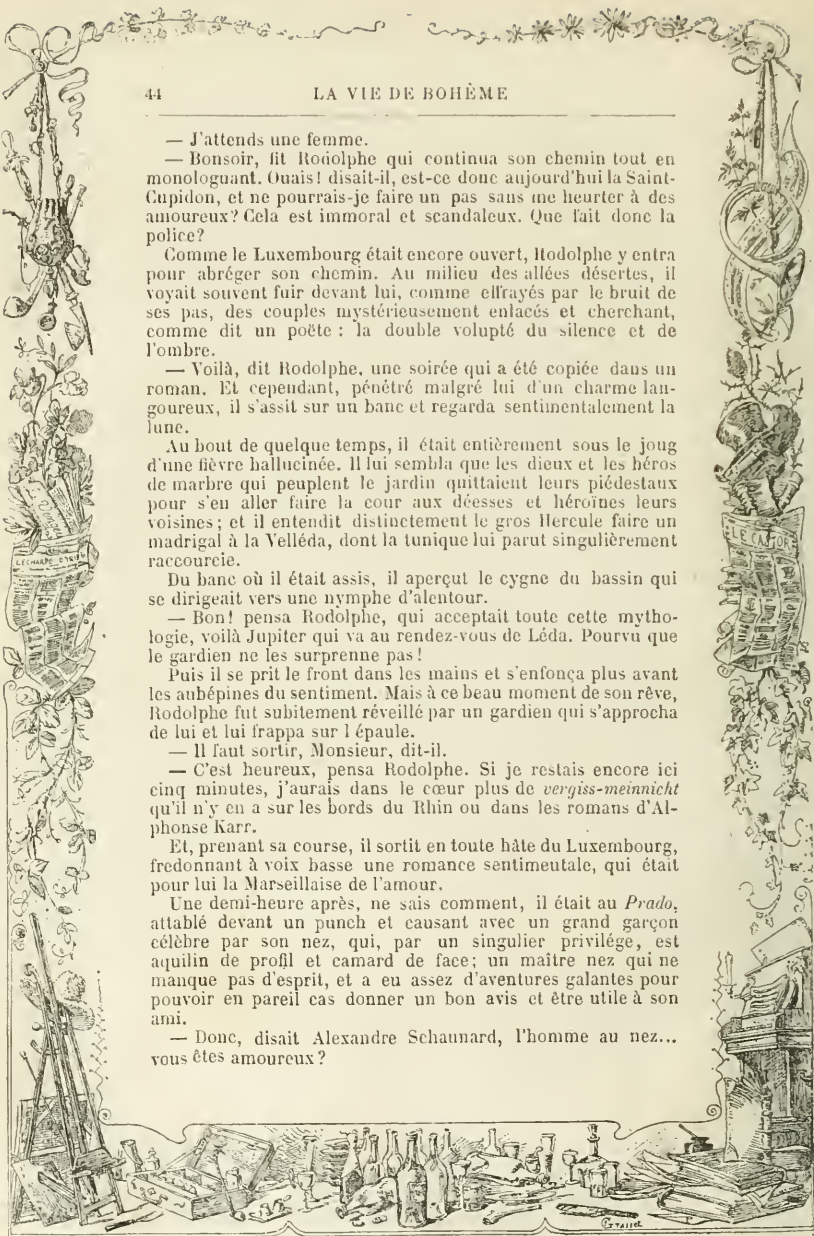 44 LA VIE DE BOHÈME
— J'attends une femme.
— Bonsoir, fit Rodolphe qui continua son chemin tout en
monologuant. Ouais! disait-il, est-ce donc aujourd'hui la Saint-
Cupidon, et ne pourrais-je faire un pas sans me heurter à des
amoureux? Cela est immoral et scandaleux. Que fait donc la
police?
Comme le Luxembourg était encore ouvert, Rodolphe y entra
pour abréger son chemin. Au milieu des allées désertes, il
voyait souvent fuir devant lui, comme effrayés par le bruit de
ses pas, des couples mystérieusement enlacés et cherchant,
comme dit un poëte : la double volupté du silence et de
l'ombre.
— Voilà, dit Rodolphe, une soirée qui a été copiée dans un
roman. Et cependant, pénétré malgré lui d'un charme lan-
goureux, il s'assit sur un banc et regarda sentimentalement la
lune.
Au bout de quelque temps, il était entièrement sous le joug
d'une fièvre hallucinée. Il lui sembla que les dieux et les héros
de marbre qui peuplent le jardin quittaient leurs piédestaux
pour s'en aller faire la cour aux déesses et héroïnes leurs
voisines; et il entendit distinctement le gros Hercule faire un
madrigal à la Velléda, dont la tunique lui parut singulièrement
raccourcie.
Du banc où il était assis, il aperçut le cygne du bassin qui
se dirigeait vers une nymphe d'alentour.
— Bon! pensa Rodolphe, qui acceptait toute cette mytho-
logie, voilà Jupiter qui va au rendez-vous de Léda. Pourvu que
le gardien ne les surprenne pas!
Puis il se prit le front dans les mains et s'enfonça plus avant
les aubépines du sentiment. Mais à ce beau moment de son rêve,
Rodolphe fut subitement réveillé par un gardien qui s'approcha
de lui et lui frappa sur l épaule.
— Il faut sortir, Monsieur, dit-il.
— C'est heureux, pensa Rodolphe. Si je restais encore ici
cinq minutes, j'aurais dans le cœur plus de vergiss-meinnicht
qu'il n'y en a sur les bords du Rhin ou dans les romans d'Al-
phonse Karr.
Et, prenant sa course, il sortit en toute hâte du Luxembourg,
fredonnant à voix basse une romance sentimentale, qui était
pour lui la Marseillaise de l'amour.
Une demi-heure après, ne sais comment, il était au Prado,
attablé devant un punch et causant avec un grand garçon
célèbre par son nez, qui, par un singulier privilége, est
aquilin de profil et camard de face; un maître nez qui ne
manque pas d'esprit, et a eu assez d'aventures galantes pour
pouvoir en pareil cas donner un bon avis et être utile à son
ami.
— Donc, disait Alexandre Schaunard, l'homme au nez...
vous êtes amoureux?
L'ECHARPE D'IRIS
LE CASTOR
Grasset